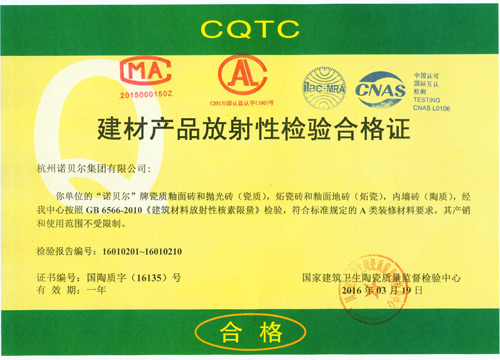 CQTC
MA
2015000150Z
CAL
(2015)国认监认字(160)号
ilac-MRA
CNAS
中国认可
国际互认
检测
TESTING
CNAS L0106
建材产品放射性检验合格证
杭州诺贝尔集团有限公司:
你单位的“诺贝尔”牌瓷质釉面砖和抛光砖(瓷质),炻瓷砖和釉面地砖(炻瓷),内墙砖(陶质),经
我中心按照 GB 6566-2010《建筑材料放射性核素限量》检验,符合标准规定的 A 类装修材料要求,其产销
和使用范围不受限制。
检验报告编号:16010201~16010210
证书编号:国陶质字(16135)号
有 效 期:一年
国家建筑卫生陶瓷质量监督检验中心
2016 年 03 月 19 日
合格